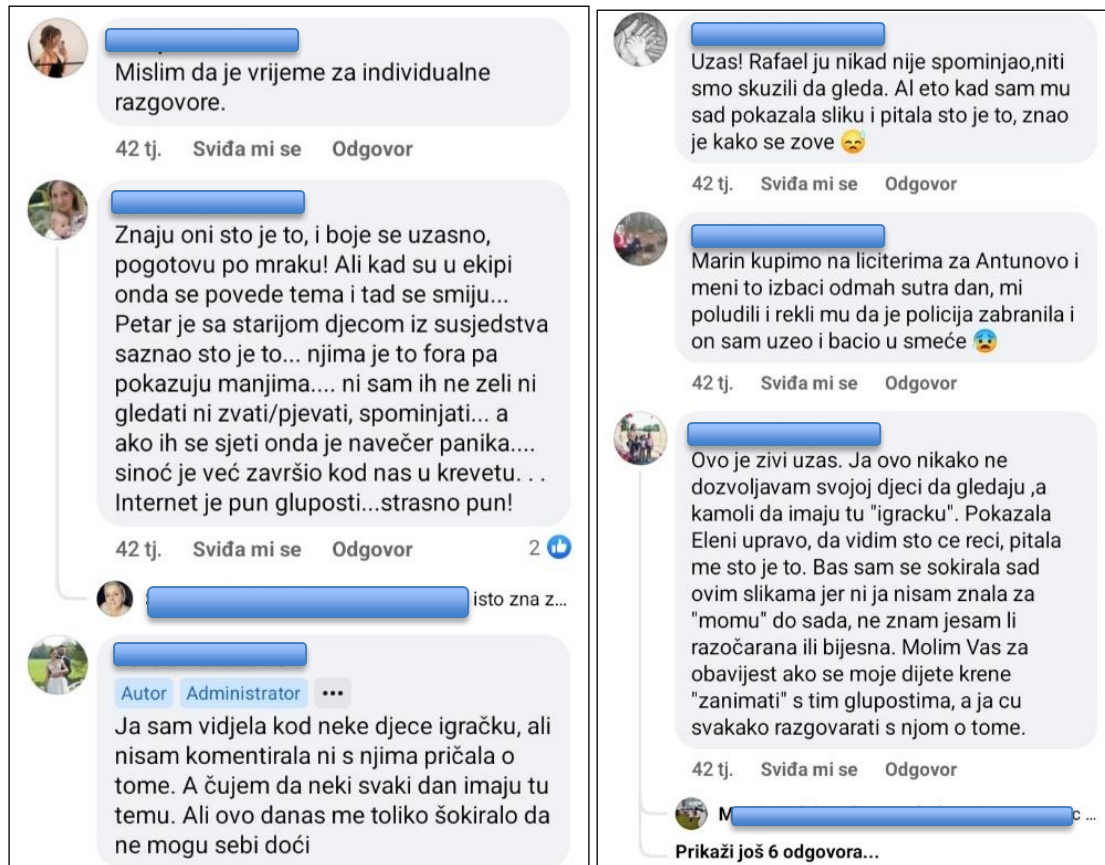 Mislim da je vrijeme za individualne
razgovore.
42 tj. Sviđa mi se Odgovor
Znaju oni sto je to, i boje se uzasno,
pogotovu po mraku! Ali kad su u ekipi
onda se povede tema i tad se smiju...
Petar je sa starijom djecom iz susjedstva
saznao sto je to... njima je to fora pa
pokazuju manjima.... ni sam ih ne zeli ni
gledati ni zvati/pjevati, spominjati... a
ako ih se sjeti onda je navečer panika....
sinoć je već završio kod nas u krevetu. . .
Internet je pun gluposti...strasno pun!
42 tj. Sviđa mi se Odgovor 2
isto zna z...
Autor Administrator •••
Ja sam vidjela kod neke djece igračku, ali
nisam komentirala ni s njima pričala o
tome. A čujem da neki svaki dan imaju tu
temu. Ali ovo danas me toliko šokiralo da
ne mogu sebi doći
Uzas! Rafael ju nikad nije spominjao,niti
smo skuzili da gleda. Al eto kad sam mu
sad pokazala sliku i pitala sto je to, znao
je kako se zove 😓
42 tj. Sviđa mi se Odgovor
Marin kupimo na liciterima za Antunovo i
meni to izbaci odmah sutra dan, mi
poludili i rekli mu da je policija zabranila i
on sam uzeo i bacio u smeće 😰
42 tj. Sviđa mi se Odgovor
Ovo je zivi uzas. Ja ovo nikako ne
dozvoljavam svojoj djeci da gledaju ,a
kamoli da imaju tu "igracku". Pokazala
Eleni upravo, da vidim sto ce reci, pitala
me sto je to. Bas sam se sokirala sad
ovim slikama jer ni ja nisam znala za
"momu" do sada, ne znam jesam li
razočarana ili bijesna. Molim Vas za
obavijest ako se moje dijete krene
"zanimati" s tim glupostima, a ja cu
svakako razgovarati s njom o tome.
42 tj. Sviđa mi se Odgovor
M c ...
Prikaži još 6 odgovora...